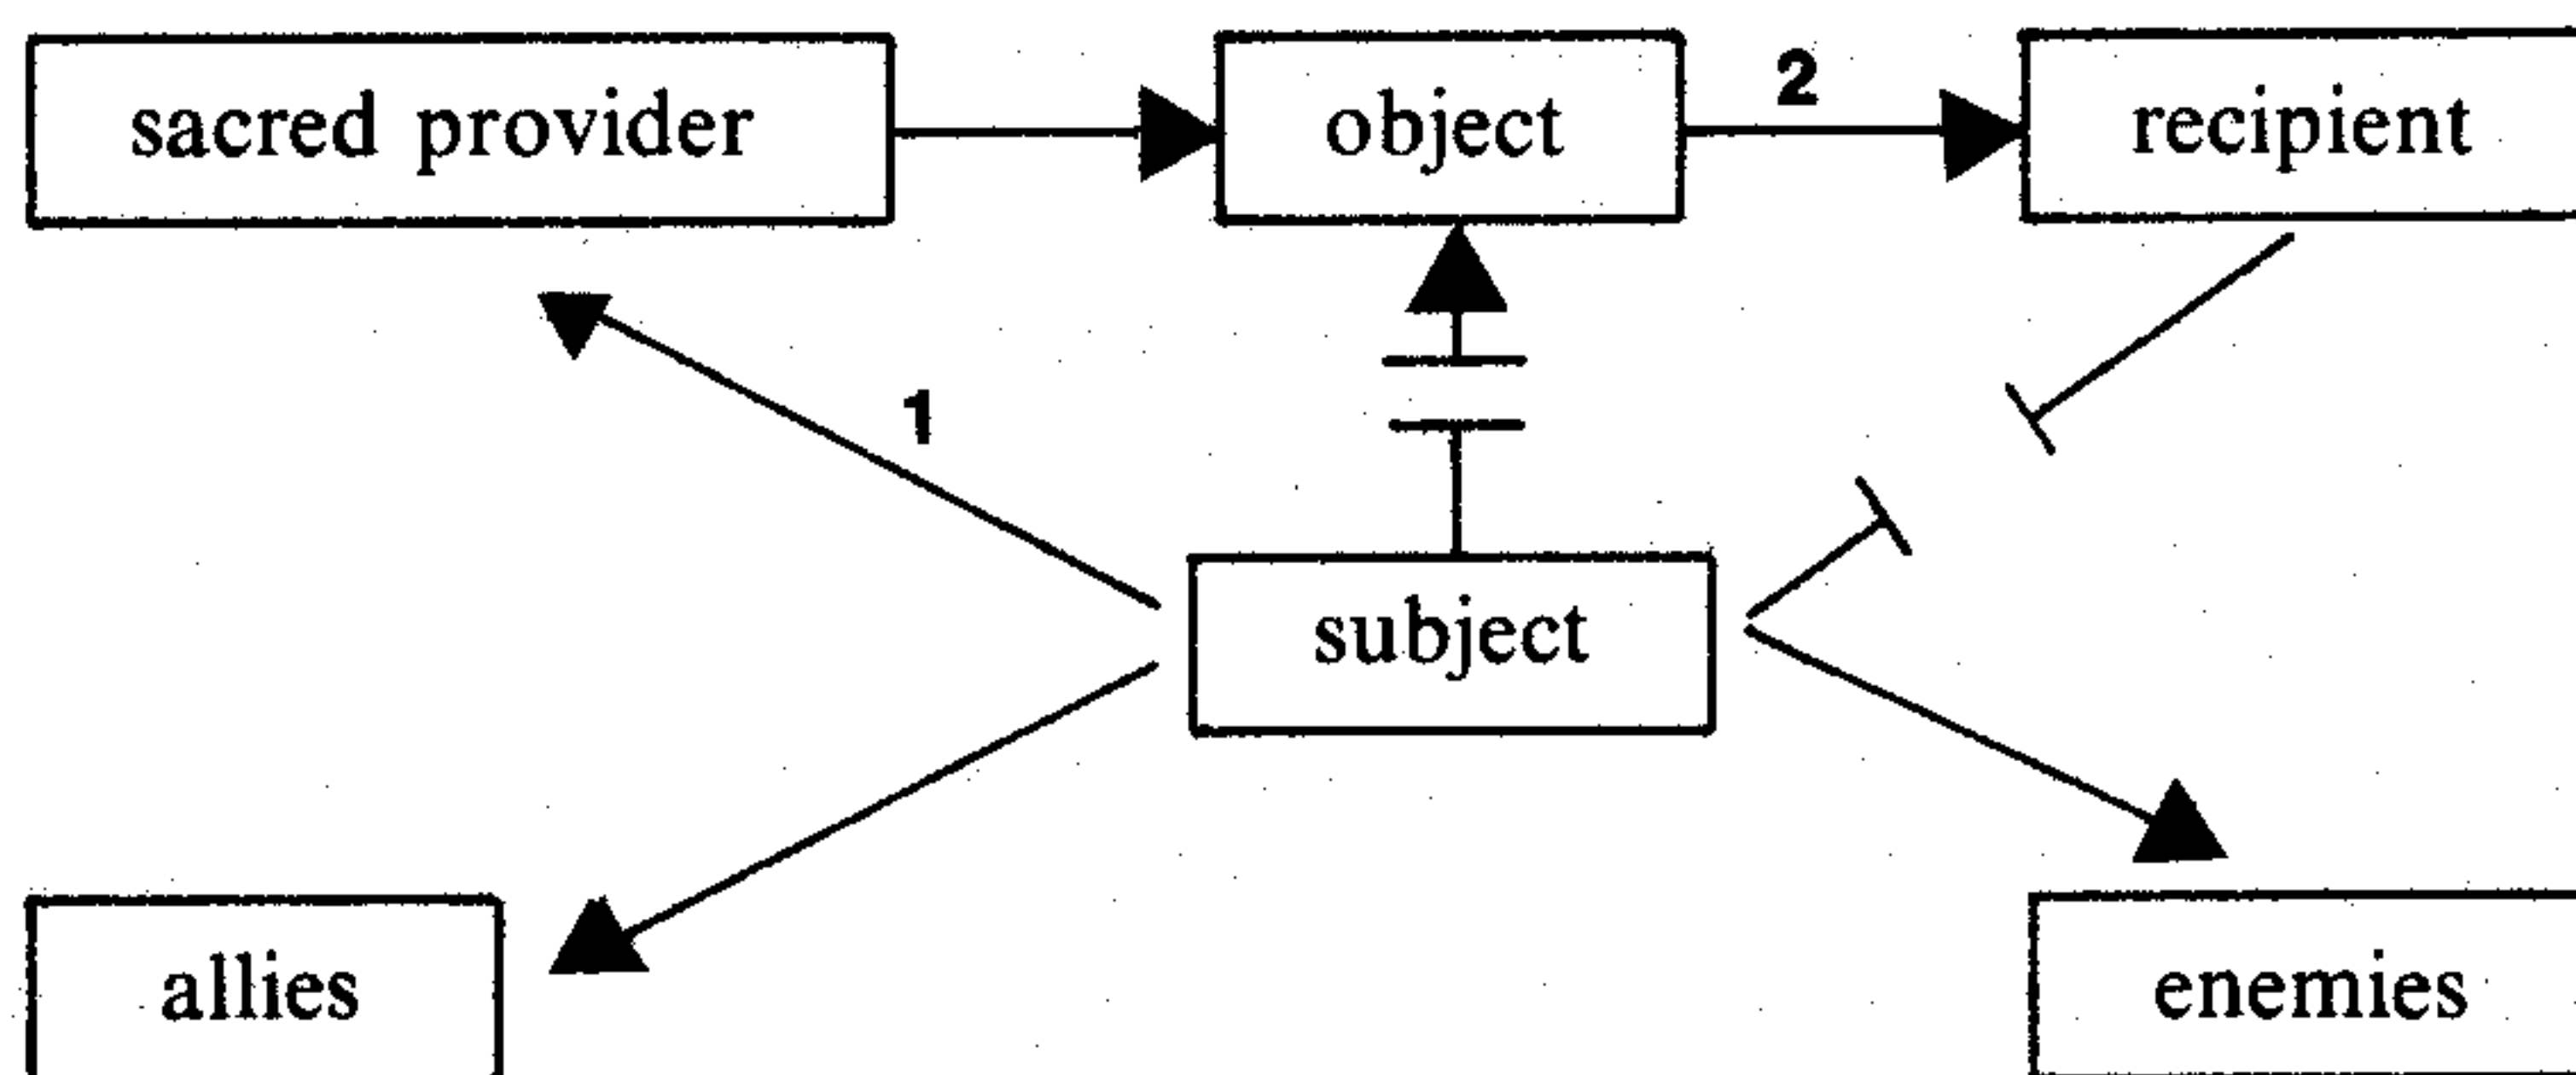 sacred provider
object
2
recipient
1
subject
allies
enemies